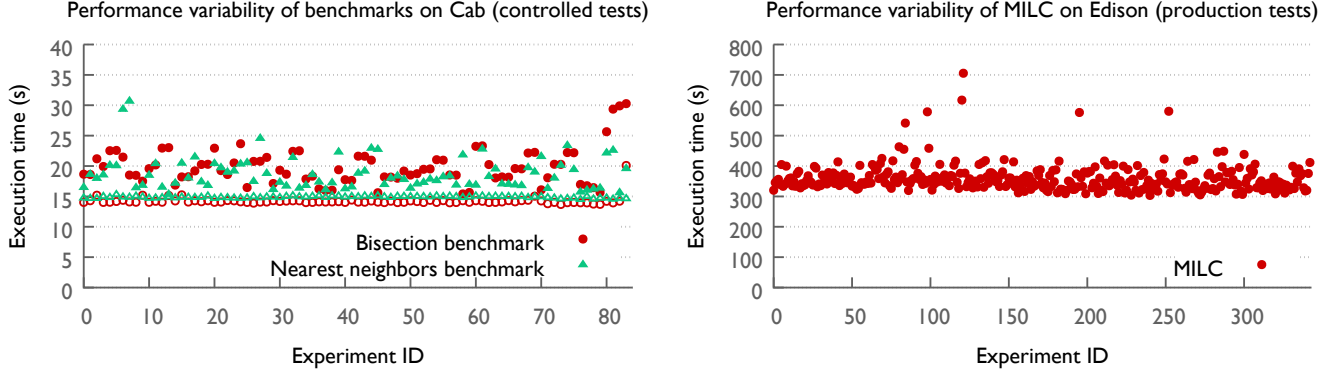 Performance variability of benchmarks on Cab (controlled tests)
40
35
30
25
20
15
10
5
0
Execution time (s)
Bisection benchmark
Nearest neighbors benchmark
0 10 20 30 40 50 60 70 80
Experiment ID
Performance variability of MILC on Edison (production tests)
800
700
600
500
400
300
200
100
0
Execution time (s)
MILC
0 50 100 150 200 250 300
Experiment ID